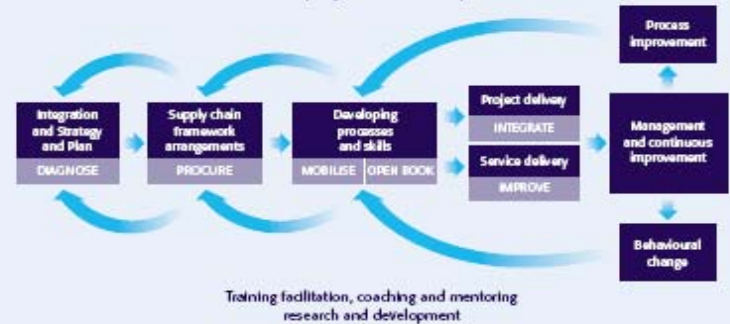 Process
improvement
Integration
and Strategy
and Plan
DIAGNOSE
Supply chain
framework
arrangements
PROCURE
Developing
processes
and skills
MOBILISE
OPEN BOOK
Project delivery
INTEGRATE
Service delivery
IMPROVE
Management
and continuous
improvement
Behavioural
change
Training facilitation, coaching and mentoring
research and development